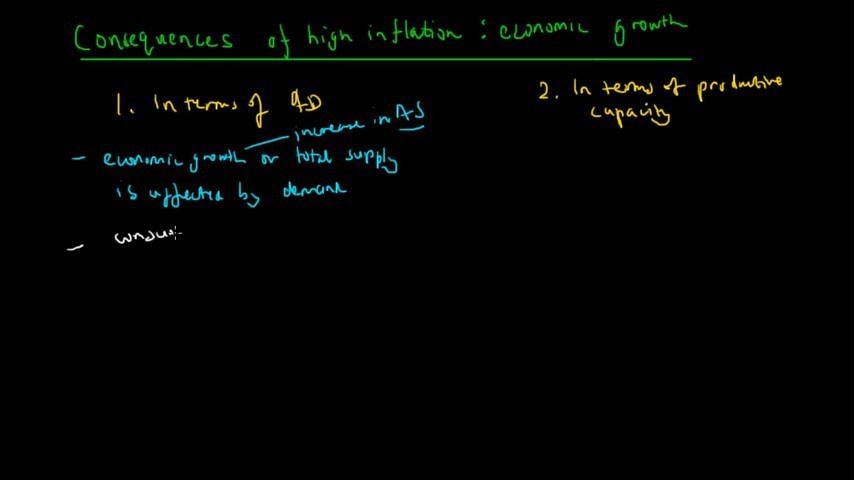 Consequences of high inflation : economic growth
1. In terms of AD
increase in AS
- economic growth or total supply
is affected by demand
-
2. In terms of productive
capacity